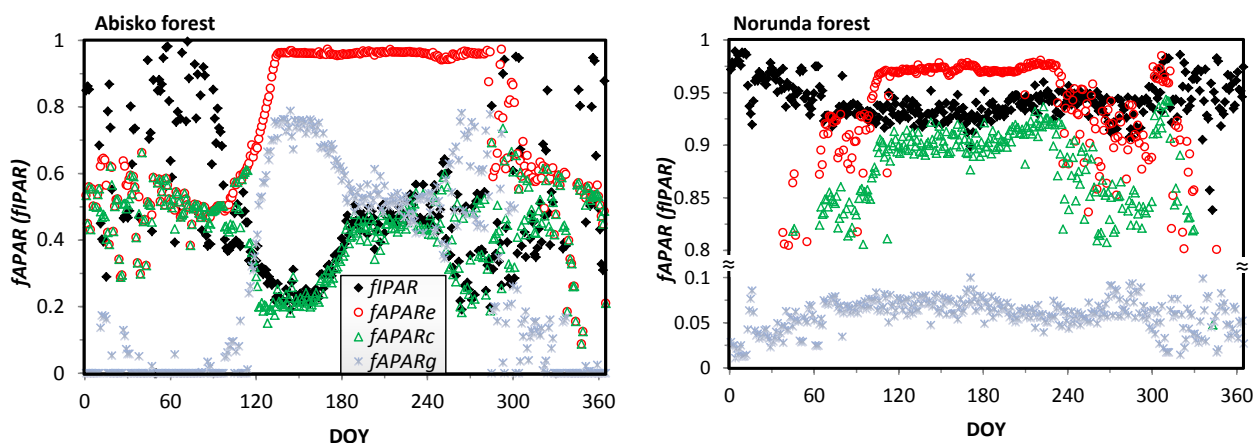 Abisko forest
fAPAR (fIPAR)
1
0.8
0.6
0.4
0.2
0
0 60 120 180 240 300 360
DOY
fIPAR
fAPARe
fAPARc
fAPARg
Norunda forest
fAPAR (fIPAR)
1
0.95
0.9
0.85
0.8
≈ ≈
0.1
0.05
0
0 60 120 180 240 300 360
DOY